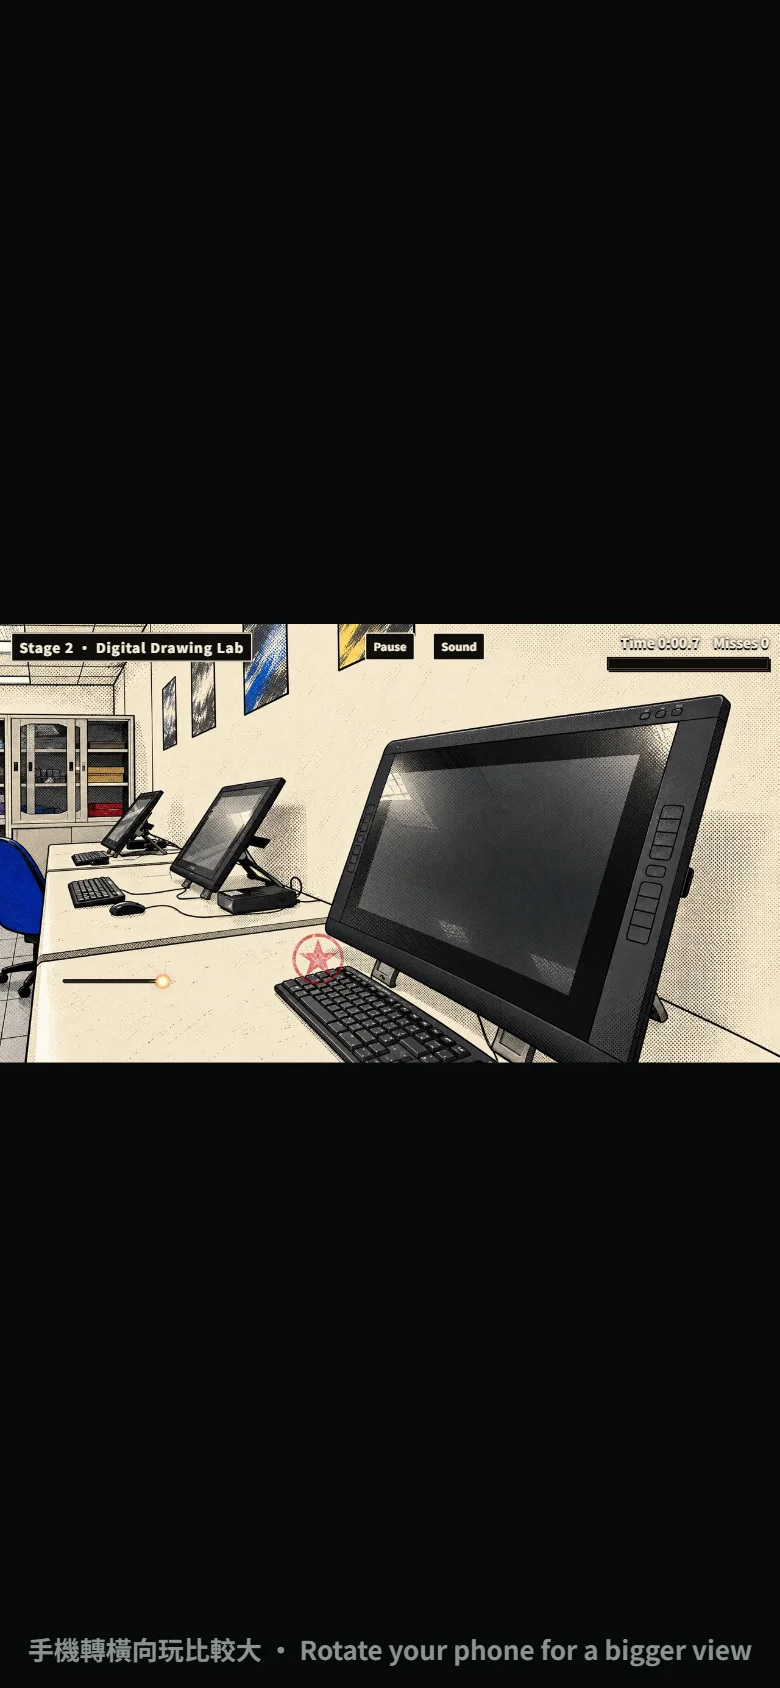 Stage 2 • Digital Drawing Lab
Pause
Sound
Time 0:00.7 Misses 0
手機轉橫向玩比較大 • Rotate your phone for a bigger view